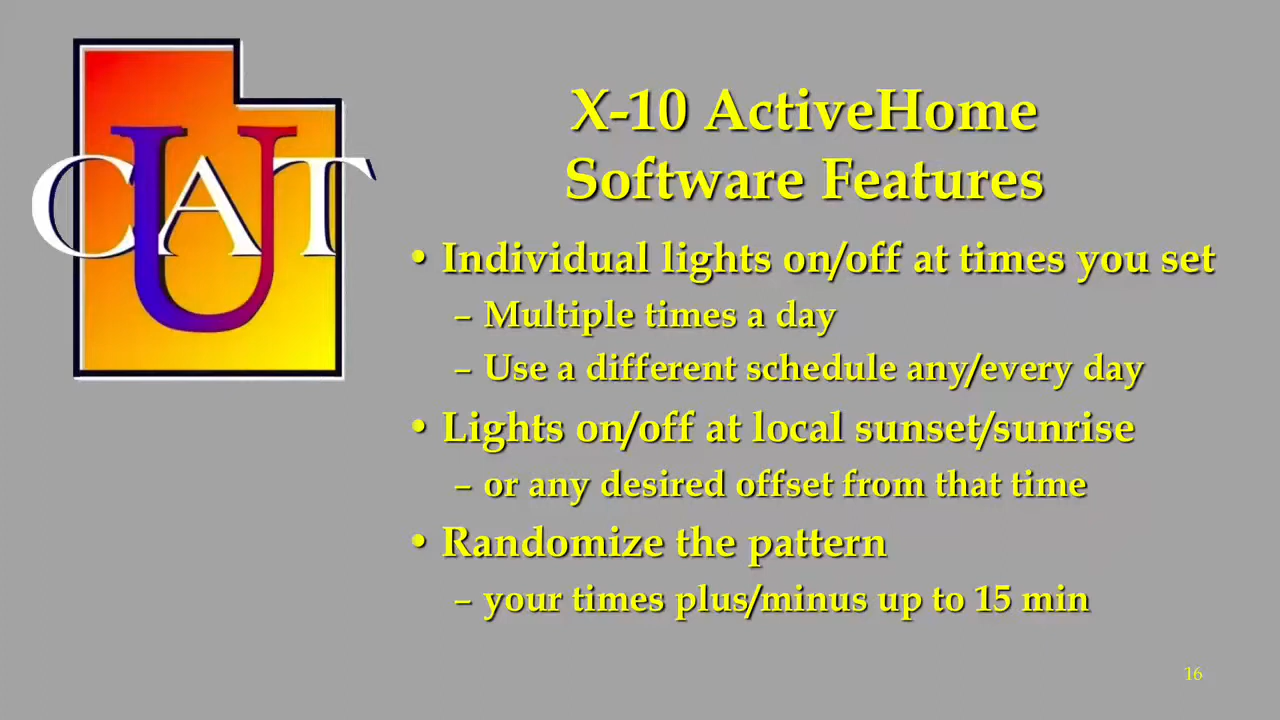 CAT
U
X-10 ActiveHome
Software Features
• Individual lights on/off at times you set
– Multiple times a day
– Use a different schedule any/every day
• Lights on/off at local sunset/sunrise
– or any desired offset from that time
• Randomize the pattern
– your times plus/minus up to 15 min
16